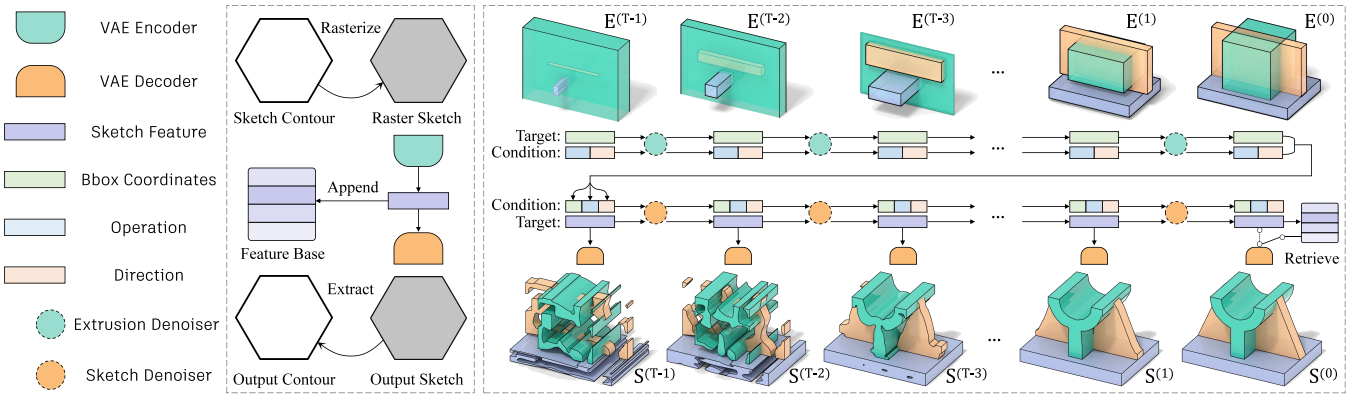 VAE Encoder
VAE Decoder
Sketch Feature
Bbox Coordinates
Operation
Direction
Extrusion Denoiser
Sketch Denoiser
Rasterize
Sketch Contour
Raster Sketch
Append
Feature Base
Extract
Output Contour
Output Sketch
E(T-1)
E(T-2)
E(T-3)
...
E(1)
E(0)
Target:
...
Condition:
Condition:
Target:
...
Retrieve
S(T-1)
S(T-2)
S(T-3)
...
S(1)
S(0)